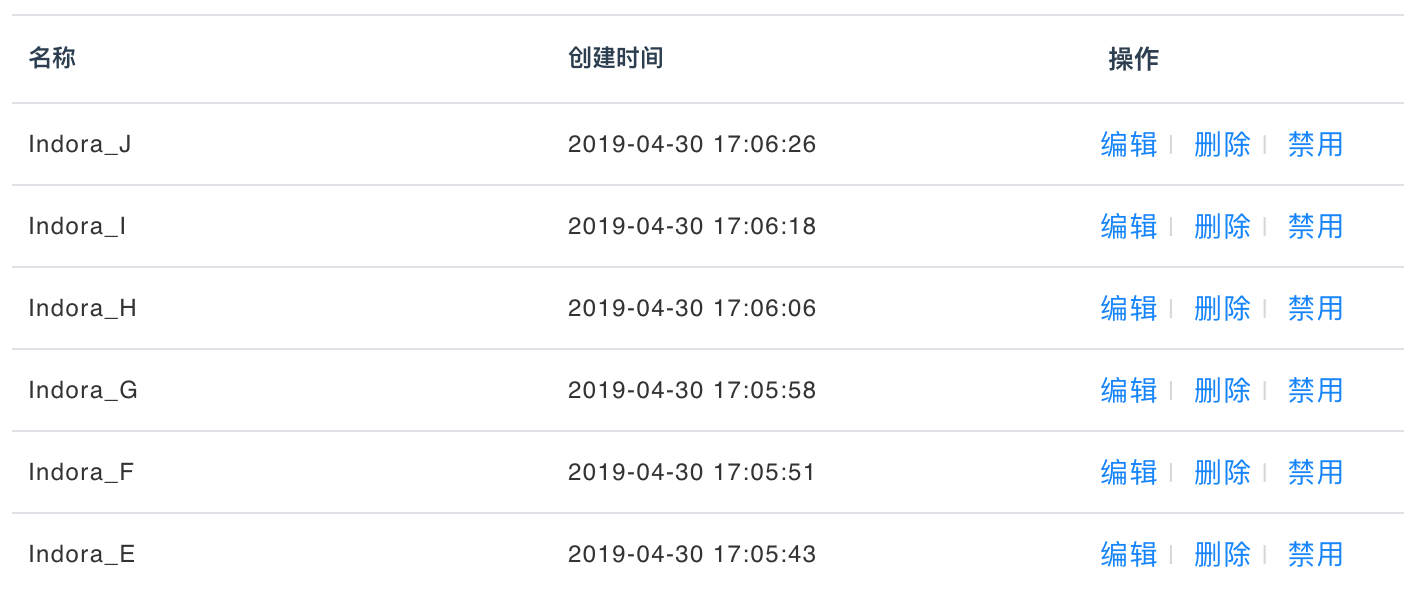 名称 创建时间 操作
Indora_J 2019-04-30 17:06:26 编辑 | 删除 | 禁用
Indora_I 2019-04-30 17:06:18 编辑 | 删除 | 禁用
Indora_H 2019-04-30 17:06:06 编辑 | 删除 | 禁用
Indora_G 2019-04-30 17:05:58 编辑 | 删除 | 禁用
Indora_F 2019-04-30 17:05:51 编辑 | 删除 | 禁用
Indora_E 2019-04-30 17:05:43 编辑 | 删除 | 禁用